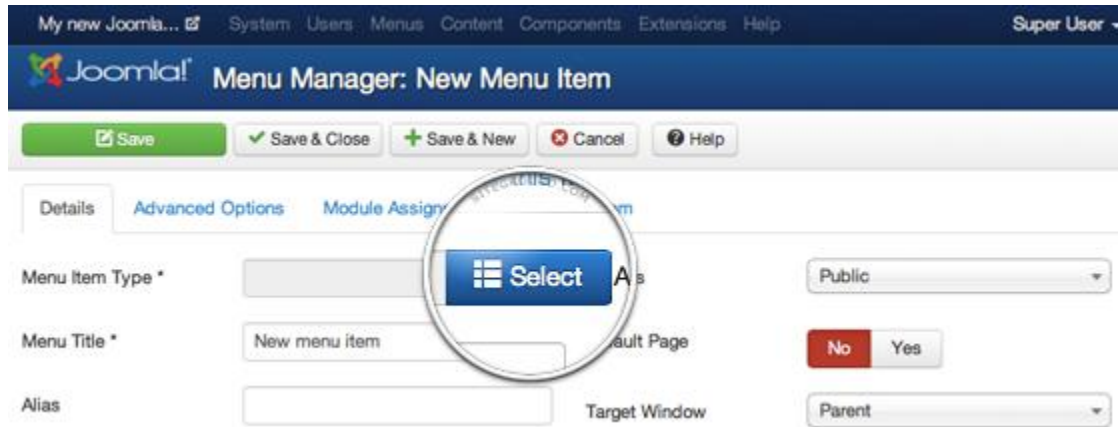 My new Joomla... System Users Menus Content Components Extensions Help Super User
Joomla! Menu Manager: New Menu Item
Save Save & Close Save & New Cancel Help
Details Advanced Options Module
Menu Item Type * Select Public
Menu Title * New menu item Page No Yes
Alias Target Window Parent